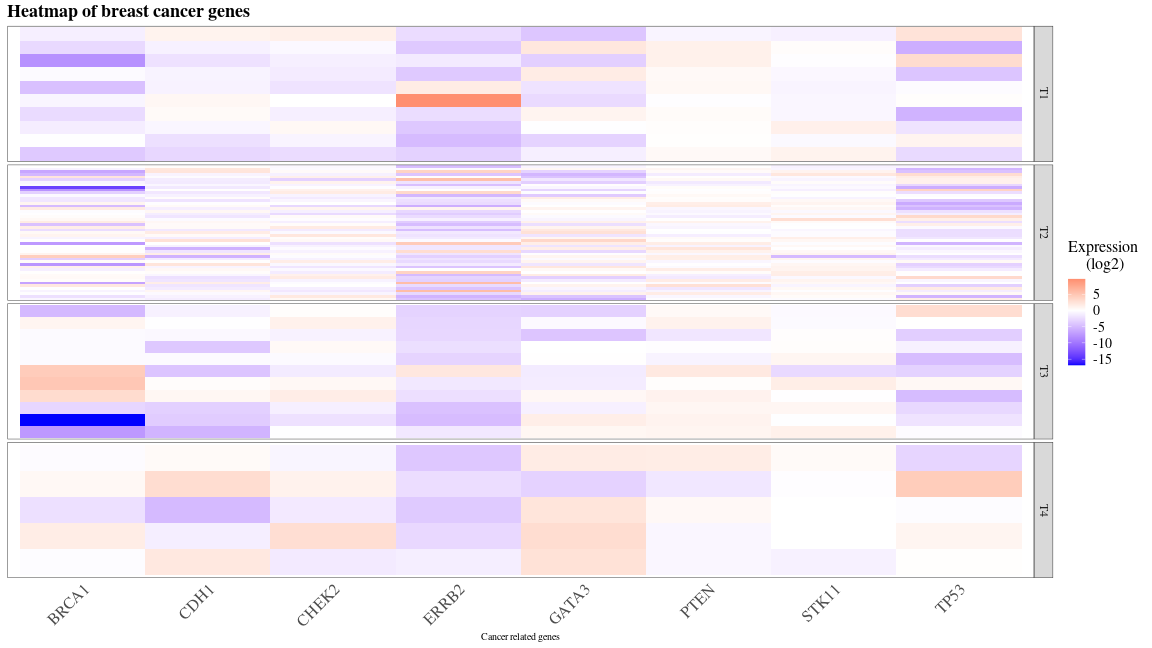 Heatmap of breast cancer genes
T1
T2
T3
T4
Expression
(log2)
5
0
-5
-10
-15
BRCA1
CDH1
CHEK2
ERRB2
GATA3
PTEN
STK11
TP53
Cancer related genes